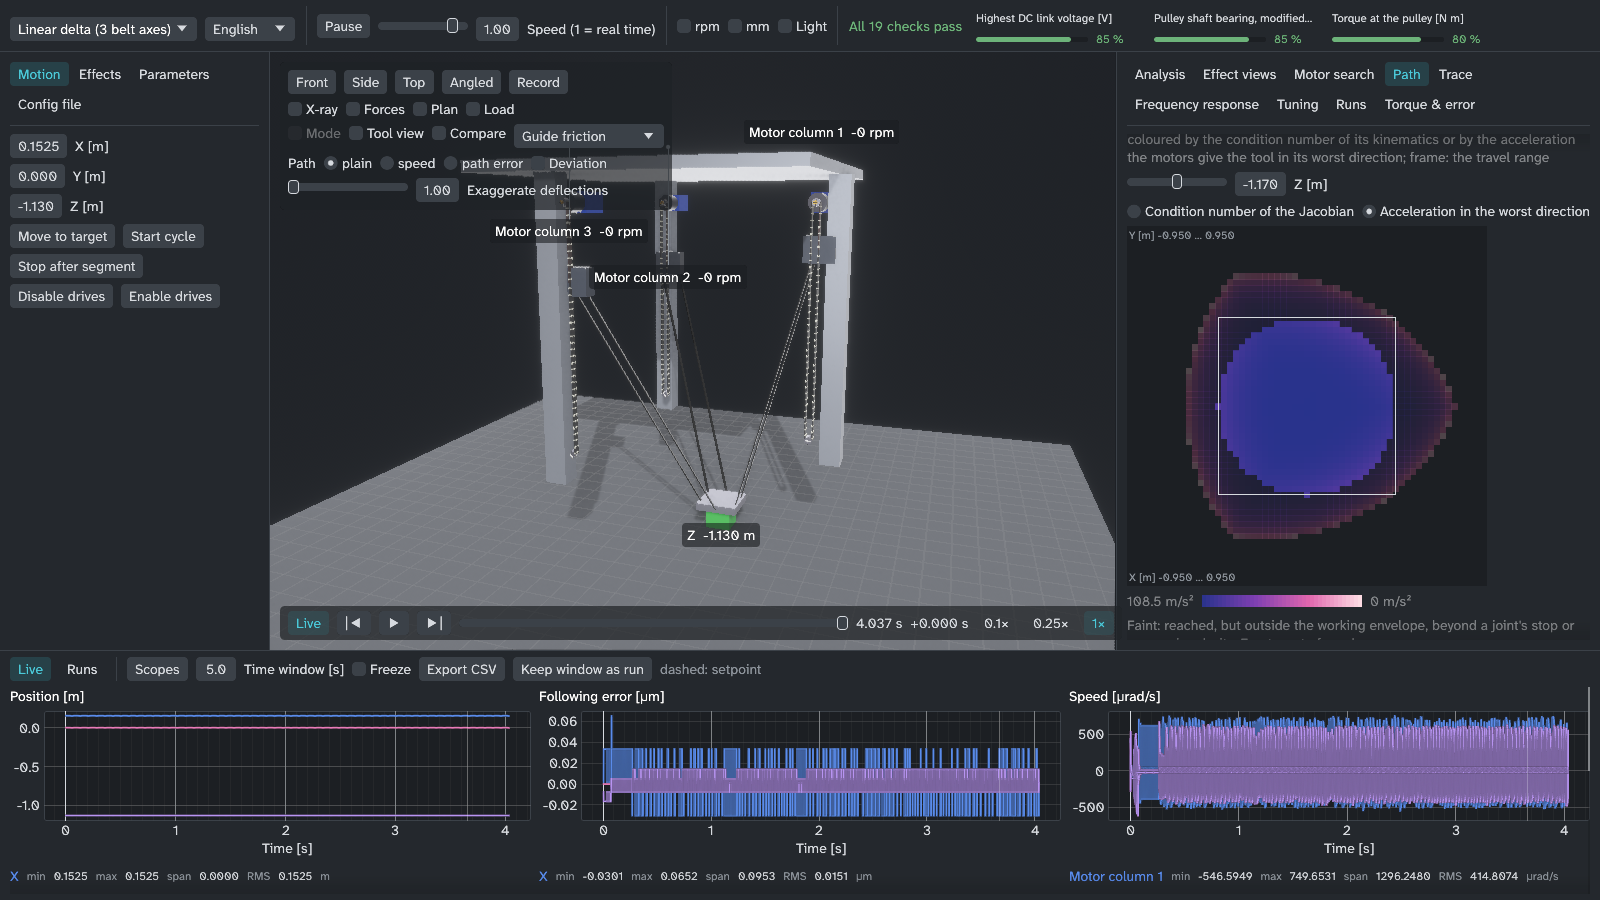 Linear delta (3 belt axes)
English
Pause
1.00
Speed (1 = real time)
rpm
mm
Light
All 19 checks pass
Highest DC link voltage [V]
85 %
Pulley shaft bearing, modified...
85 %
Torque at the pulley [N m]
80 %
Motion
Effects
Parameters
Config file
0.1525 X [m]
0.000 Y [m]
-1.130 Z [m]
Move to target
Start cycle
Stop after segment
Disable drives
Enable drives
Front
Side
Top
Angled
Record
X-ray
Forces
Plan
Load
Mode
Tool view
Compare
Guide friction
Path
plain
speed
path error
Deviation
1.00
Exaggerate deflections
Motor column 1 -0 rpm
Motor column 3 -0 rpm
Motor column 2 -0 rpm
Z -1.130 m
Live
4.037 s +0.000 s
0.1×
0.25×
1×
Analysis
Effect views
Motor search
Path
Trace
Frequency response
Tuning
Runs
Torque & error
coloured by the condition number of its kinematics or by the acceleration
the motors give the tool in its worst direction; frame: the travel range
-1.170 Z [m]
Condition number of the Jacobian
Acceleration in the worst direction
Y [m] -0.950 ... 0.950
X [m] -0.950 ... 0.950
108.5 m/s²
0 m/s²
Faint: reached, but outside the working envelope, beyond a joint's stop or
Live
Runs
Scopes
5.0
Time window [s]
Freeze
Export CSV
Keep window as run
dashed: setpoint
Position [m]
0.0
-0.5
-1.0
0 1 2 3 4
Time [s]
X min 0.1525 max 0.1525 span 0.0000 RMS 0.1525 m
Following error [µm]
0.06
0.04
0.02
0.00
-0.02
0 1 2 3 4
Time [s]
X min -0.0301 max 0.0652 span 0.0953 RMS 0.0151 µm
Speed [µrad/s]
500
0
-500
0 1 2 3 4
Time [s]
Motor column 1 min -546.5949 max 749.6531 span 1296.2480 RMS 414.8074 µrad/s